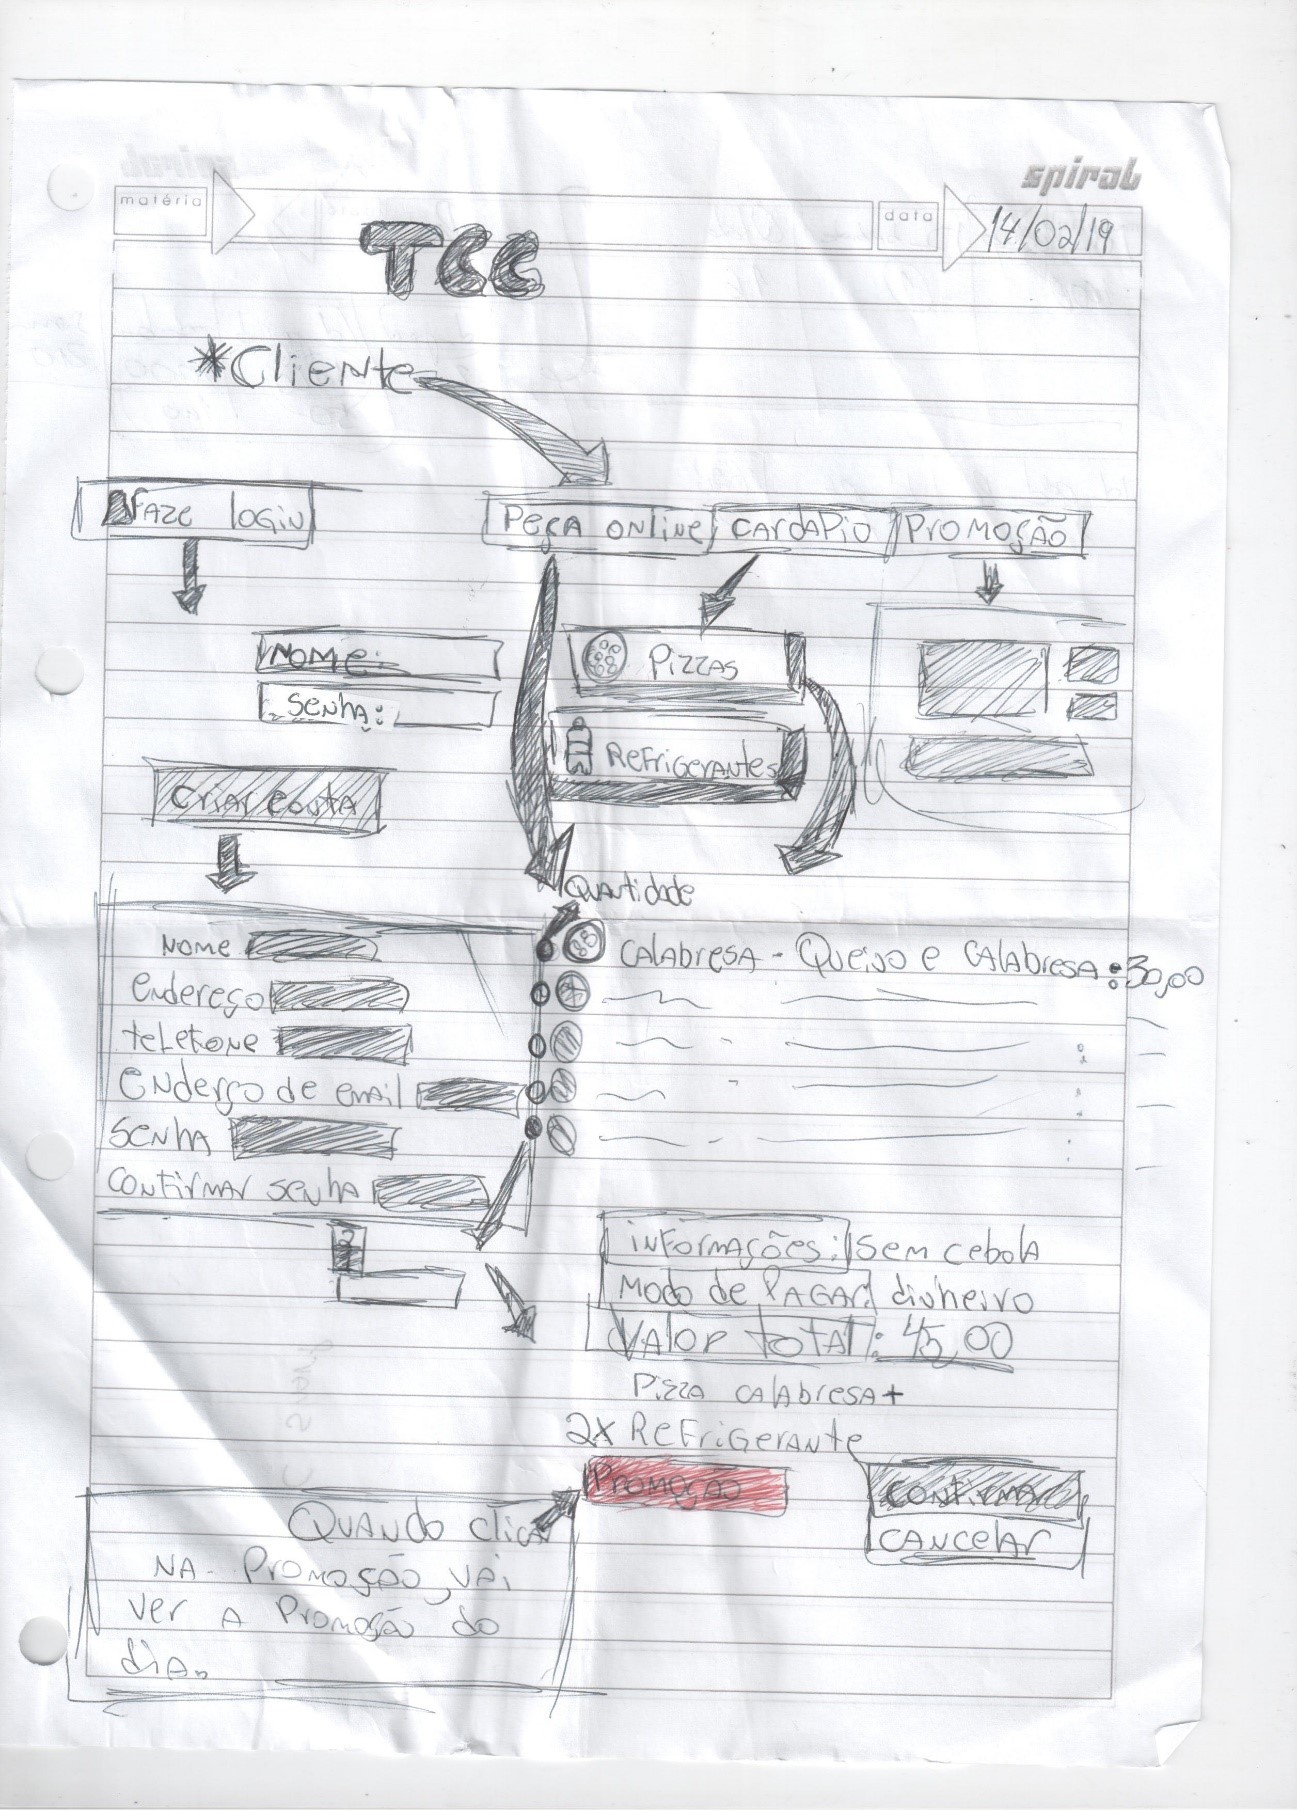 spiral
matéria
data
14/02/19
TCC
*Cliente
faze login
Peça online
cardapio
Promoção
Nome:
Senha:
Pizzas
Refrigerantes
Criar conta
Quantidade
Nome
Endereço
telefone
Enderço de email
Senha
Confirmar senha
2
Calabresa - Queijo e Calabresa : 30,00
informações: Sem cebola
Modo de Pagar: dinheiro
Valor total: 45,00
Pizza calabresa +
2x Refrigerante
Promoção
Confirmar
Cancelar
Quando clica
na Promoção, vai
ver a Promoção do
dia.